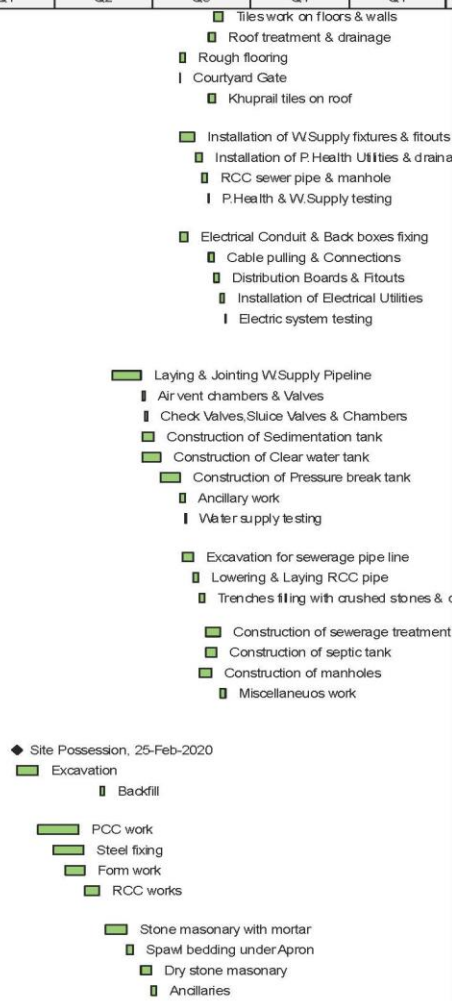 Q2
Tiles work on floors & walls
Roof treatment & drainage
Rough flooring
Courtyard Gate
Khuprail tiles on roof
Installation of W.Supply fixtures & fitouts
Installation of P.Health Utilities & draina
RCC sewer pipe & manhole
P.Health & W.Supply testing
Electrical Conduit & Back boxes fixing
Cable pulling & Connections
Distribution Boards & Fitouts
Installation of Electrical Utilities
Electric system testing
Laying & Jointing W.Supply Pipeline
Air vent chambers & Valves
Check Valves,Sluice Valves & Chambers
Construction of Sedimentation tank
Construction of Clear water tank
Construction of Pressure break tank
Ancillary work
Water supply testing
Excavation for sewerage pipe line
Lowering & Laying RCC pipe
Trenches filling with crushed stones &
Construction of sewerage treatment
Construction of septic tank
Construction of manholes
Miscellaneuos work
Site Possession, 25-Feb-2020
Excavation
Backfill
PCC work
Steel fixing
Form work
RCC works
Stone masonary with mortar
Spawl bedding under Apron
Dry stone masonary
Ancillaries